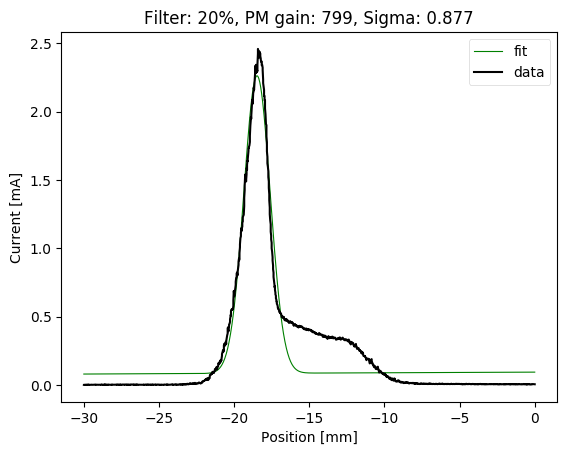 Filter: 20%, PM gain: 799, Sigma: 0.877
fit
data
Current [mA]
2.5
2.0
1.5
1.0
0.5
0.0
−30
−25
−20
−15
−10
−5
0
Position [mm]